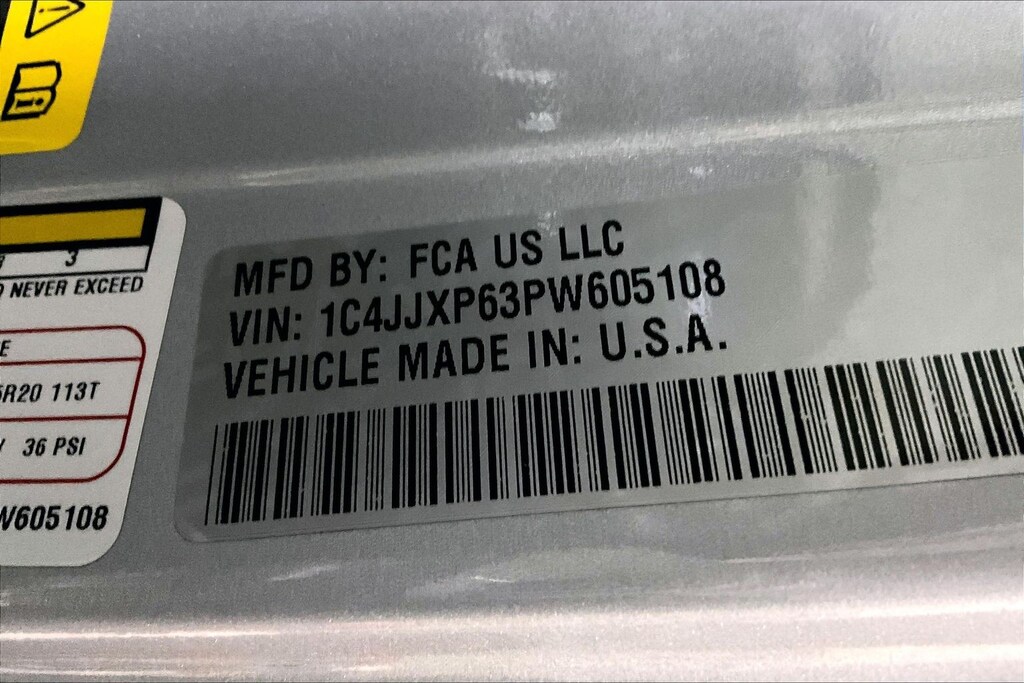 3
NEVER EXCEED
R20 113T
36 PSI
W605108
MFD BY: FCA US LLC
VIN: 1C4JJXP63PW605108
VEHICLE MADE IN: U.S.A.